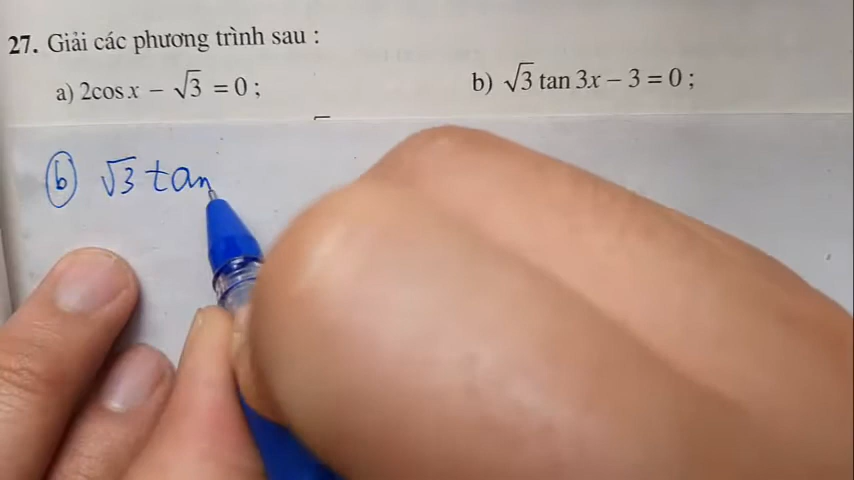 27. Giải các phương trình sau :
a) 2cos x − √3 = 0 ;
b) √3 tan 3x − 3 = 0 ;
b √3 tan